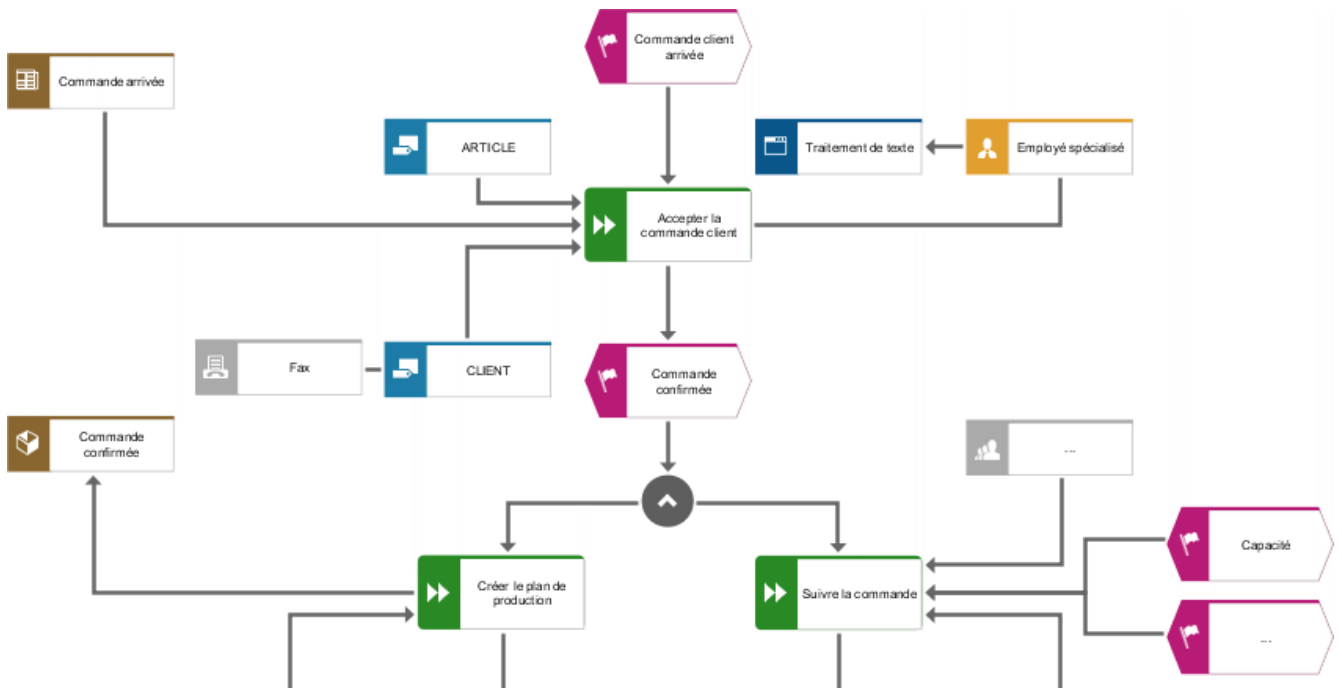 Commande client
arrivée
Commande arrivée
ARTICLE
Traitement de texte
Employé spécialisé
Accepter la
commande client
Fax
CLIENT
Commande
confirmée
Commande
confirmée
...
Capacité
Créer le plan de
production
Suivre la commande
...